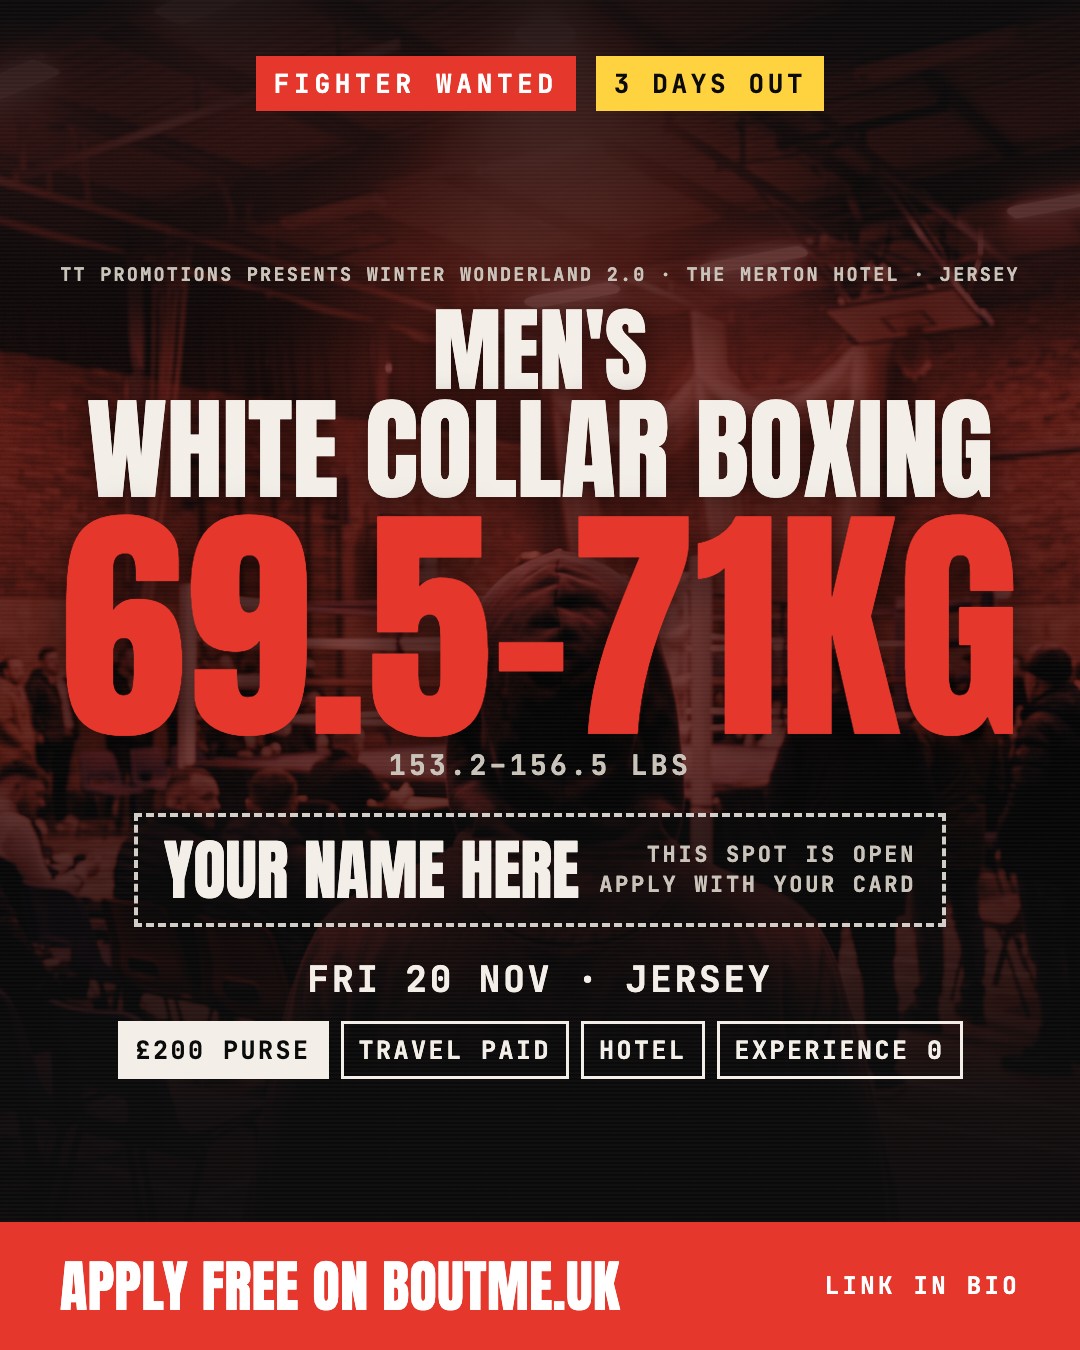 FIGHTER WANTED
3 DAYS OUT
TT PROMOTIONS PRESENTS WINTER WONDERLAND 2.0 · THE MERTON HOTEL · JERSEY
MEN'S
WHITE COLLAR BOXING
69.5–71KG
153.2–156.5 LBS
YOUR NAME HERE
THIS SPOT IS OPEN
APPLY WITH YOUR CARD
FRI 20 NOV · JERSEY
£200 PURSE
TRAVEL PAID
HOTEL
EXPERIENCE 0
APPLY FREE ON BOUTME.UK
LINK IN BIO